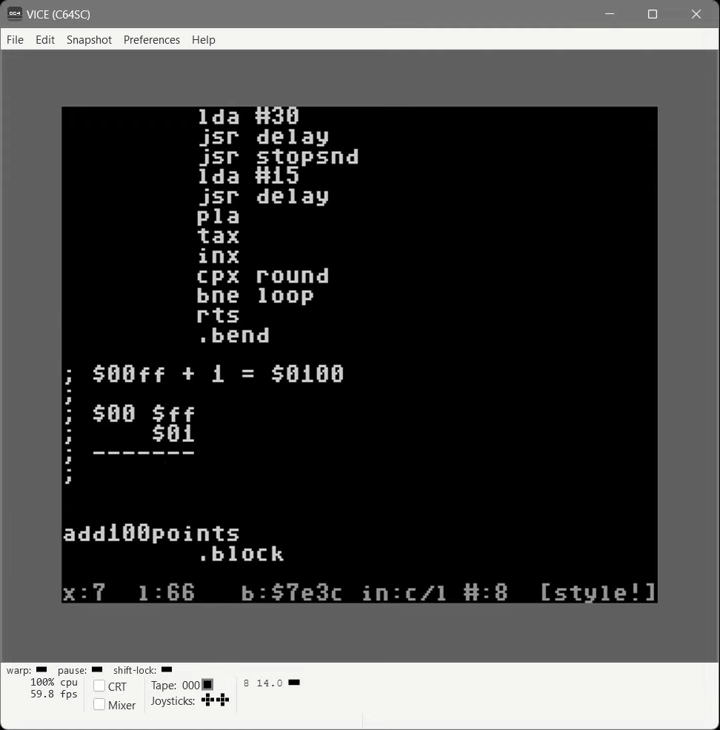 VICE (C64SC)
File Edit Snapshot Preferences Help
lda #30
jsr delay
jsr stopsnd
lda #15
jsr delay
pla
tax
inx
cpx round
bne loop
rts
.bend
; $00ff + 1 = $0100
;
; $00 $ff
; $01
; -------
;
add100points
.block
x:7 l:66 b:$7e3c in:c/l #:8 [style!]
warp: pause: shift-lock:
100% cpu
59.8 fps
CRT
Mixer
Tape: 000
Joysticks:
8 14.0